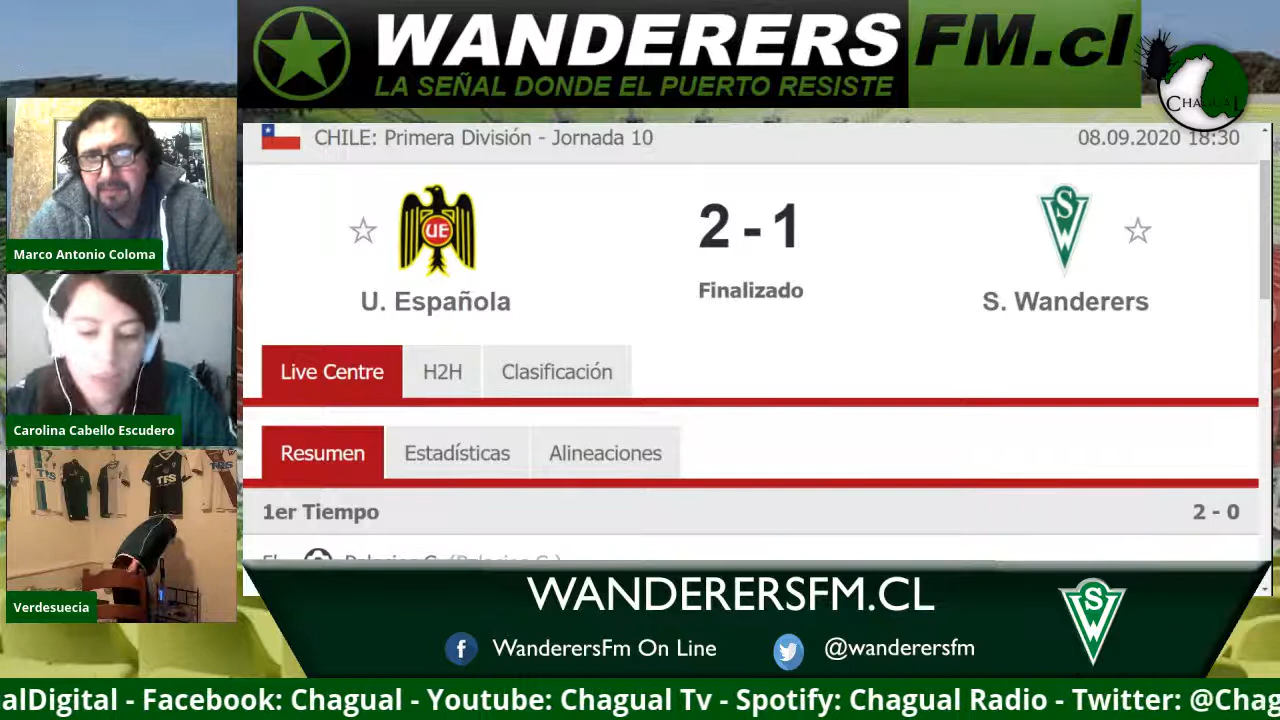 WANDERERSFM.cl
LA SEÑAL DONDE EL PUERTO RESISTE
CHAGUAL
CHILE: Primera División - Jornada 10
08.09.2020 18:30
UE
2 - 1
S
W
U. Española
Finalizado
S. Wanderers
Live Centre
H2H
Clasificación
Resumen
Estadísticas
Alineaciones
1er Tiempo
2 - 0
Marco Antonio Coloma
Carolina Cabello Escudero
TPS
TPS
Verdesuecia
WANDERERSFM.CL
WanderersFm On Line
@wanderersfm
S
W
alDigital - Facebook: Chagual - Youtube: Chagual Tv - Spotify: Chagual Radio - Twitter: @Chag